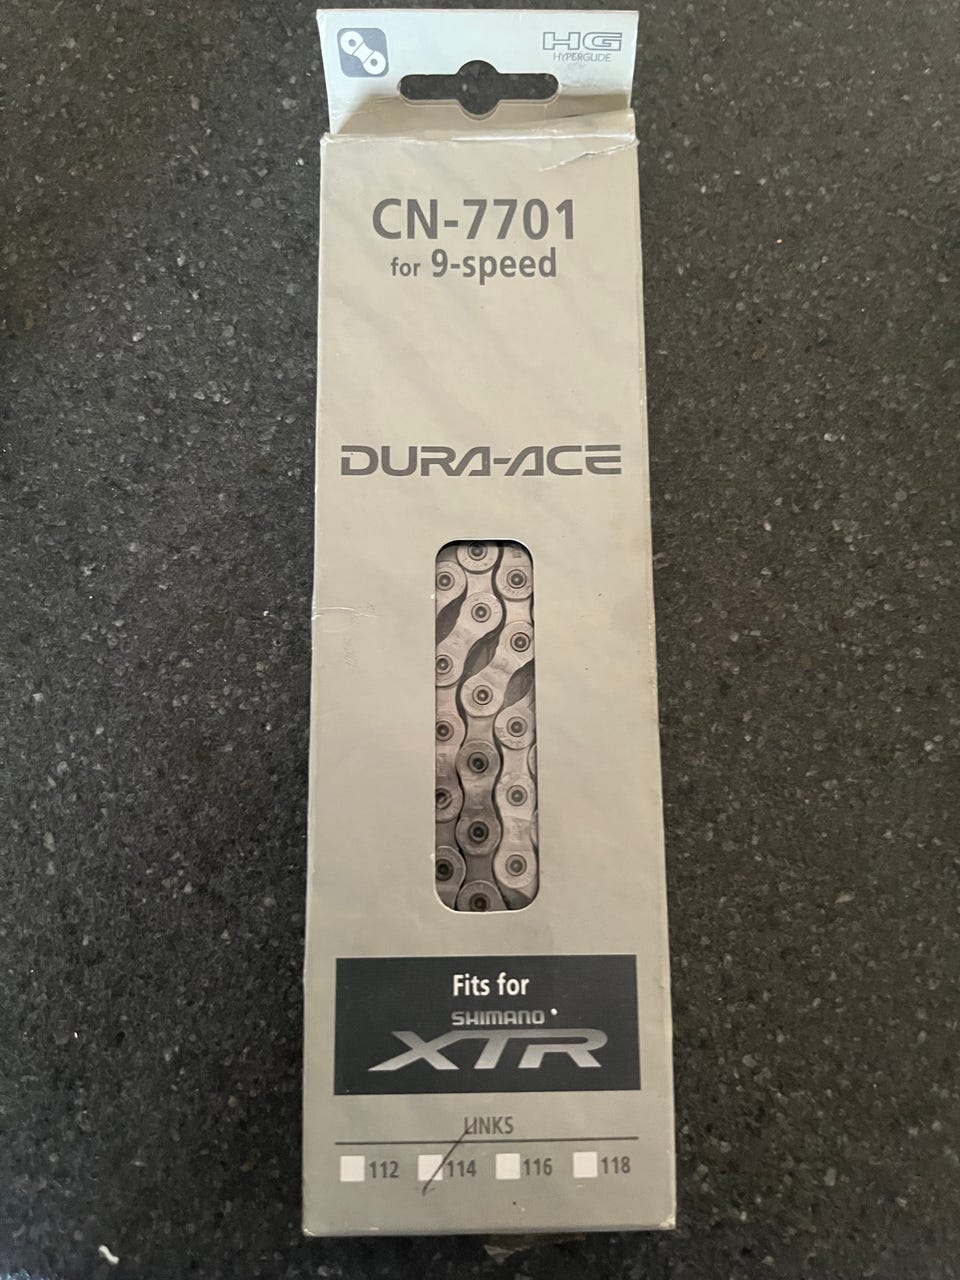 HG
HYPERGLIDE
CN-7701
for 9-speed
DURA-ACE
Fits for
SHIMANO
XTR
LINKS
112 114 116 118